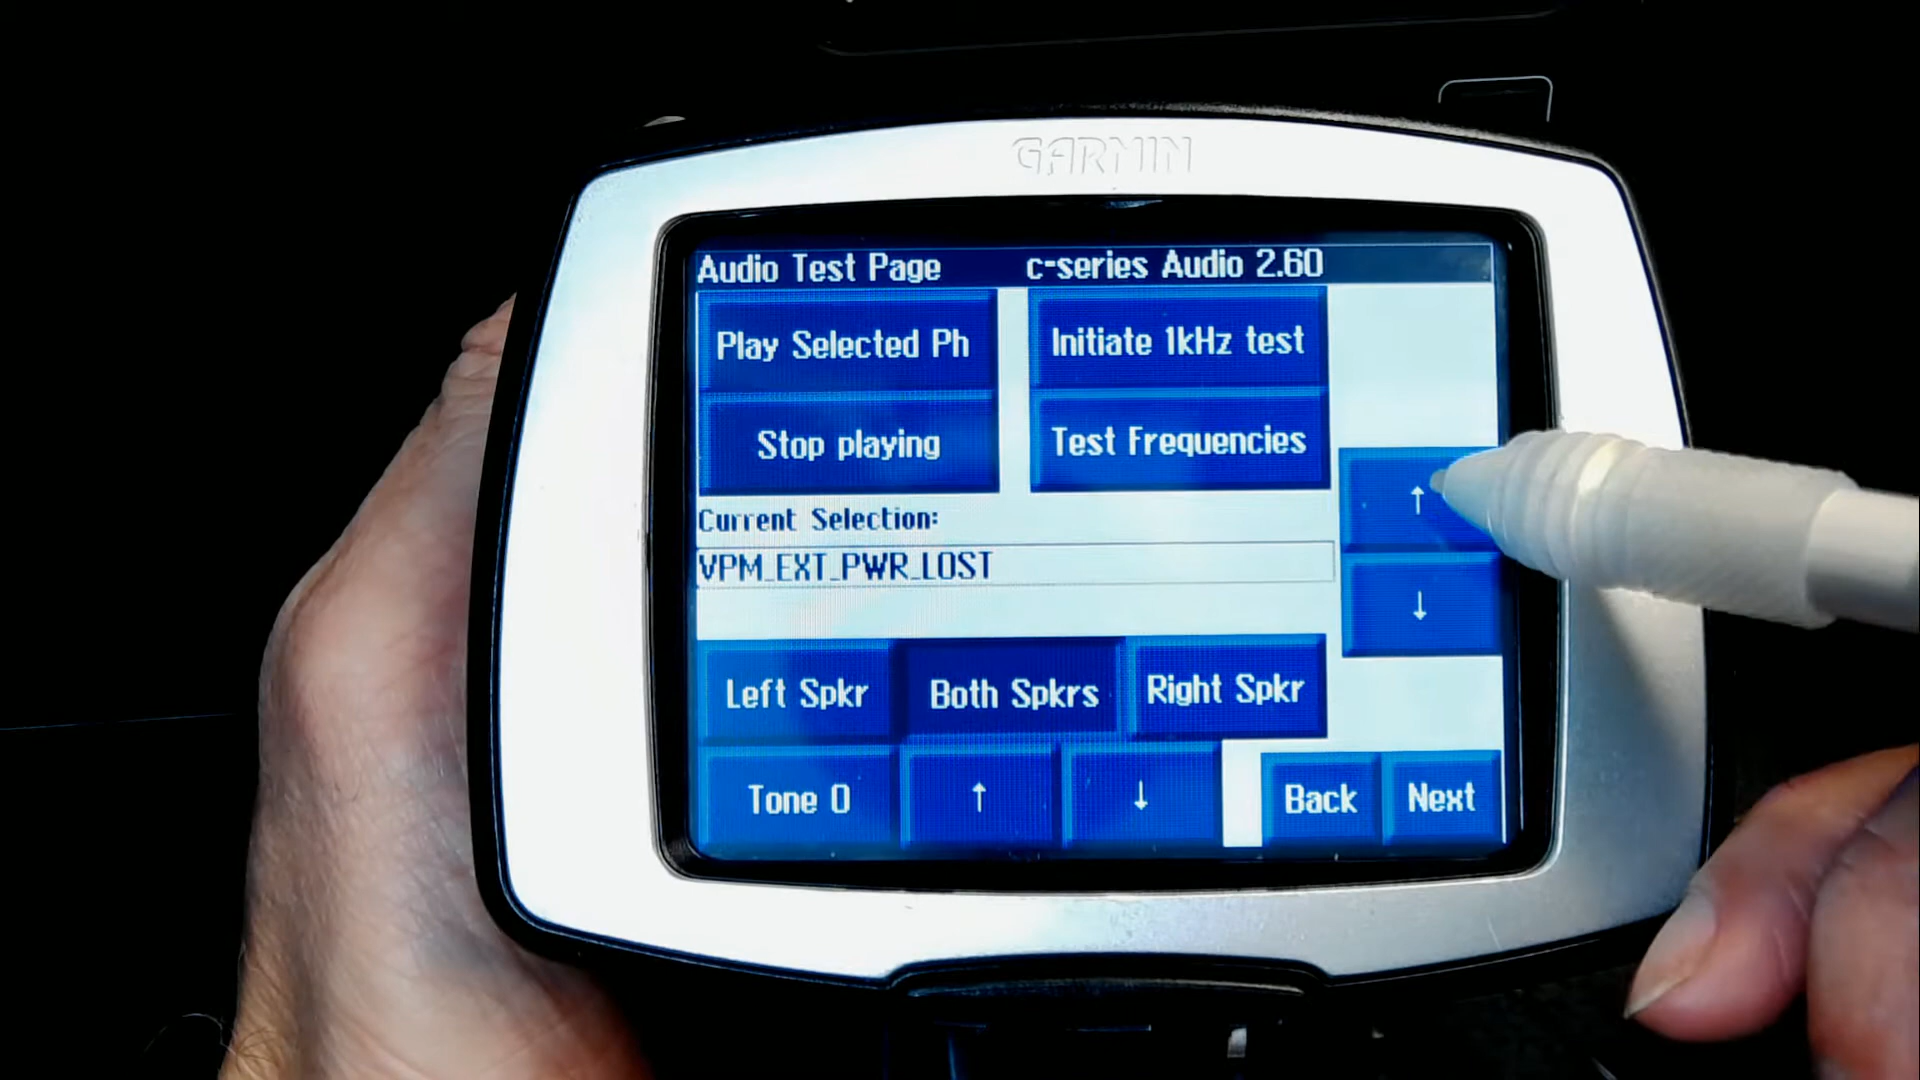 GARMIN
Audio Test Page c-series Audio 2.60
Play Selected Ph Initiate 1kHz test
Stop playing Test Frequencies
↑
Current Selection:
VPM_EXT_PWR_LOST
↓
Left Spkr Both Spkrs Right Spkr
Tone 0 ↑ ↓ Back Next